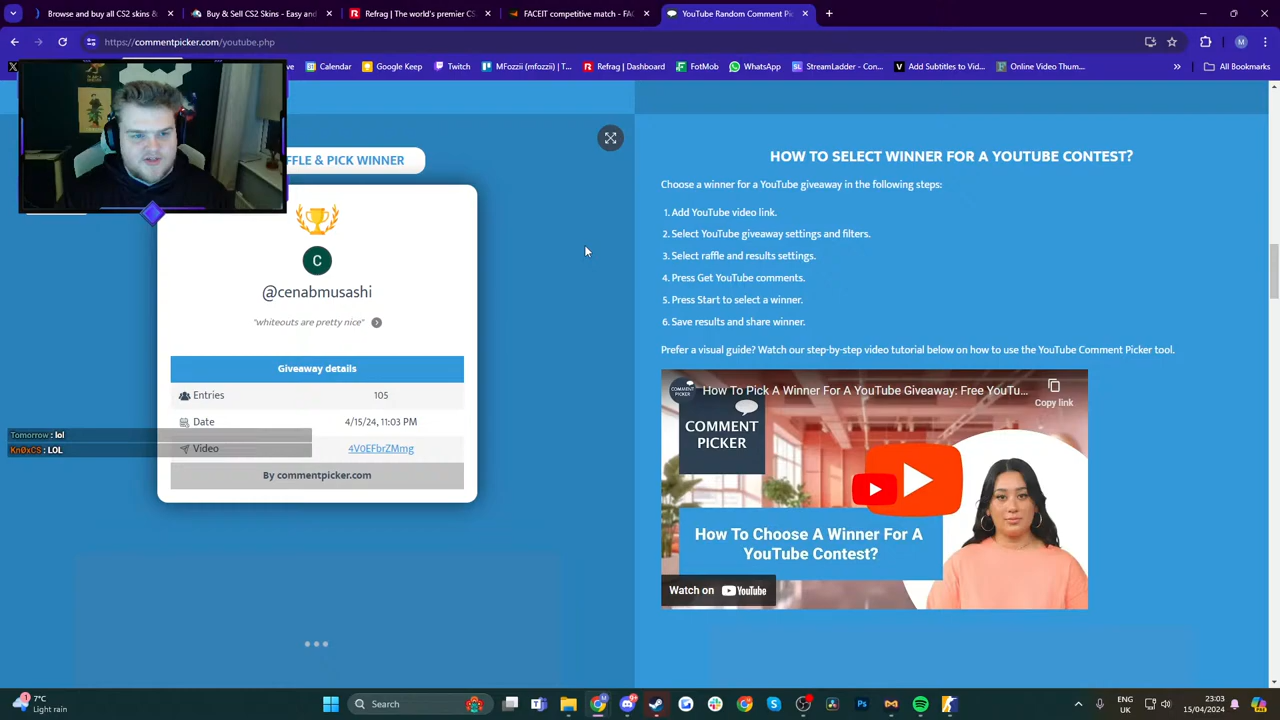 Browse and buy all CS2 skins
Buy & Sell CS2 Skins - Easy and
Refrag | The world's premier CS
FACEIT competitive match - FAC
YouTube Random Comment Pic
https://commentpicker.com/youtube.php
M
Calendar
Google Keep
Twitch
MFozzii (mfozzii) | T...
Refrag | Dashboard
FotMob
WhatsApp
StreamLadder - Con...
Add Subtitles to Vid...
Online Video Thum...
All Bookmarks
FFLE & PICK WINNER
C
@cenabmusashi
"whiteouts are pretty nice"
Giveaway details
Entries 105
Date 4/15/24, 11:03 PM
Tomorrow : lol
Video 4V0EFbrZMmg
Kn0xCS : LOL
By commentpicker.com
HOW TO SELECT WINNER FOR A YOUTUBE CONTEST?
Choose a winner for a YouTube giveaway in the following steps:
1. Add YouTube video link.
2. Select YouTube giveaway settings and filters.
3. Select raffle and results settings.
4. Press Get YouTube comments.
5. Press Start to select a winner.
6. Save results and share winner.
Prefer a visual guide? Watch our step-by-step video tutorial below on how to use the YouTube Comment Picker tool.
COMMENT PICKER
How To Pick A Winner For A YouTube Giveaway: Free YouTu...
Copy link
COMMENT
PICKER
How To Choose A Winner For A
YouTube Contest?
Watch on YouTube
7°C
Light rain
Search
ENG
UK
23:03
15/04/2024